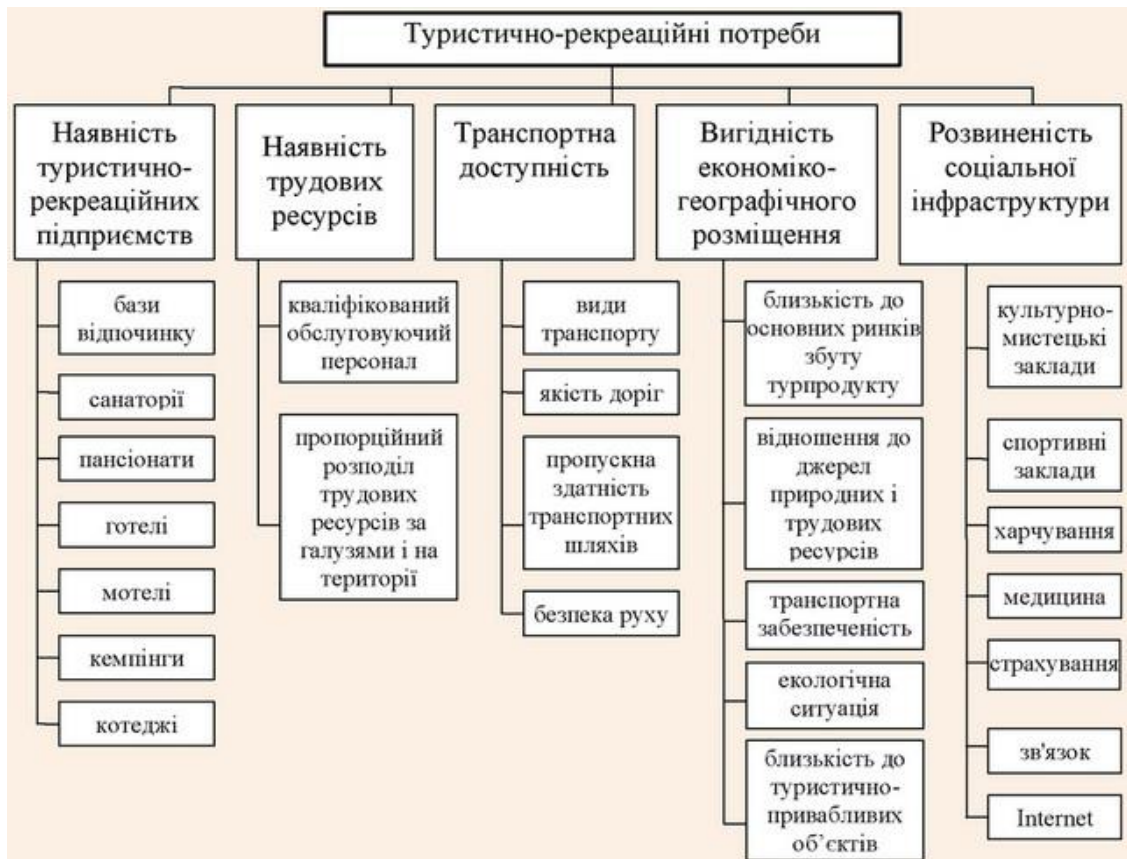 Туристично-рекреаційні потреби
Наявність
туристично-
рекреаційних
підприємств
бази
відпочинку
санаторії
пансіонати
готелі
мотелі
кемпінги
котеджі
Наявність
трудових
ресурсів
кваліфікований
обслуговуючий
персонал
пропорційний
розподіл
трудових
ресурсів за
галузями і на
території
Транспортна
доступність
види
транспорту
якість доріг
пропускна
здатність
транспортних
шляхів
безпека руху
Вигідність
економіко-
географічного
розміщення
близькість до
основних ринків
збуту
турпродукту
відношення до
джерел
природних і
трудових
ресурсів
транспортна
забезпеченість
екологічна
ситуація
близькість до
туристично-
привабливих
об’єктів
Розвиненість
соціальної
інфраструктури
культурно-
мистецькі
заклади
спортивні
заклади
харчування
медицина
страхування
зв'язок
Internet